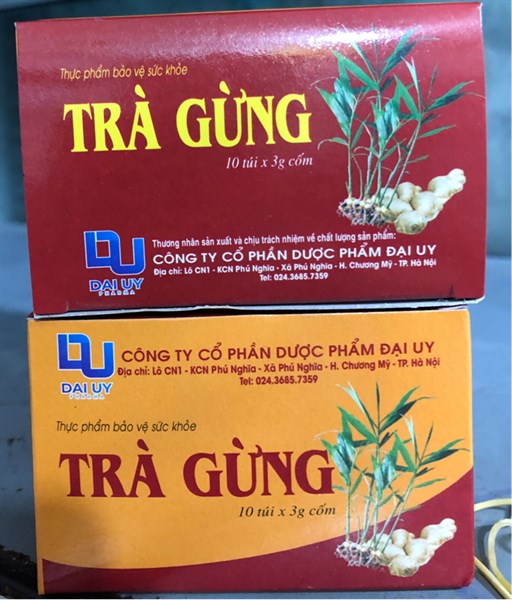 Thực phẩm bảo vệ sức khỏe
TRÀ GỪNG
10 túi x 3g cốm
DAI UY
PHARMA
Thương nhân sản xuất và chịu trách nhiệm về chất lượng sản phẩm:
CÔNG TY CỔ PHẦN DƯỢC PHẨM ĐẠI UY
Địa chỉ: Lô CN1 - KCN Phú Nghĩa - Xã Phú Nghĩa - H. Chương Mỹ - TP. Hà Nội
Tel: 024.3685.7359
DAI UY
PHARMA
CÔNG TY CỔ PHẦN DƯỢC PHẨM ĐẠI UY
Địa chỉ: Lô CN1 - KCN Phú Nghĩa - Xã Phú Nghĩa - H. Chương Mỹ - TP. Hà Nội
Tel: 024.3685.7359
Thực phẩm bảo vệ sức khỏe
TRÀ GỪNG
10 túi x 3g cốm